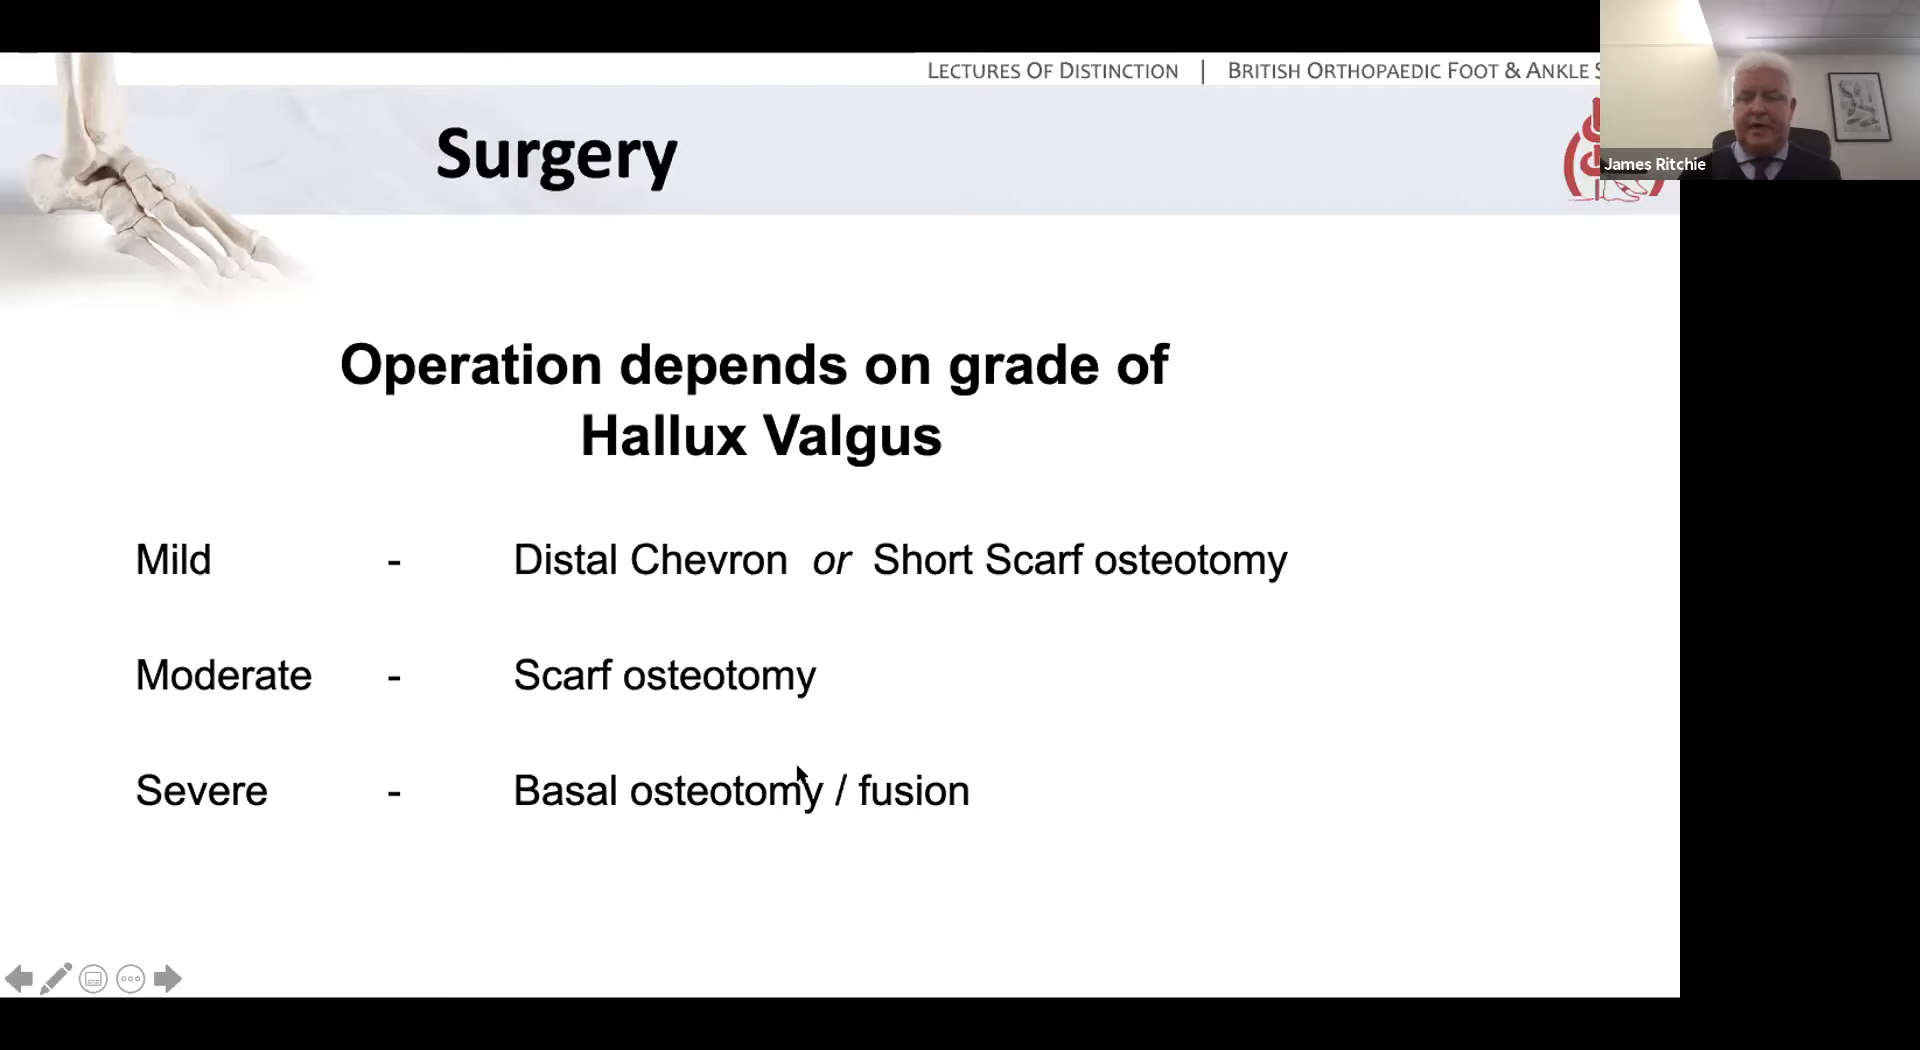 LECTURES OF DISTINCTION | BRITISH ORTHOPAEDIC FOOT & ANKLE
James Ritchie
Surgery
Operation depends on grade of
Hallux Valgus
Mild - Distal Chevron or Short Scarf osteotomy
Moderate - Scarf osteotomy
Severe - Basal osteotomy / fusion